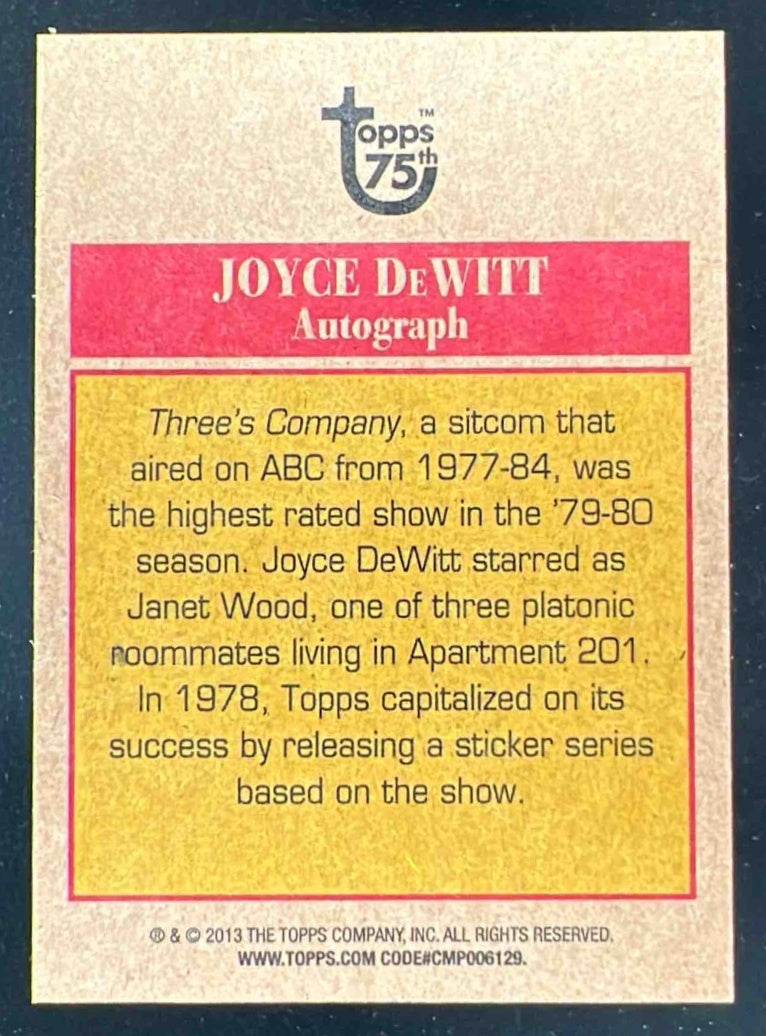 topps™
75th
JOYCE DEWITT
Autograph
Three's Company, a sitcom that
aired on ABC from 1977-84, was
the highest rated show in the '79-80
season. Joyce DeWitt starred as
Janet Wood, one of three platonic
roommates living in Apartment 201.
In 1978, Topps capitalized on its
success by releasing a sticker series
based on the show.
® & © 2013 THE TOPPS COMPANY, INC. ALL RIGHTS RESERVED.
WWW.TOPPS.COM CODE#CMP006129.